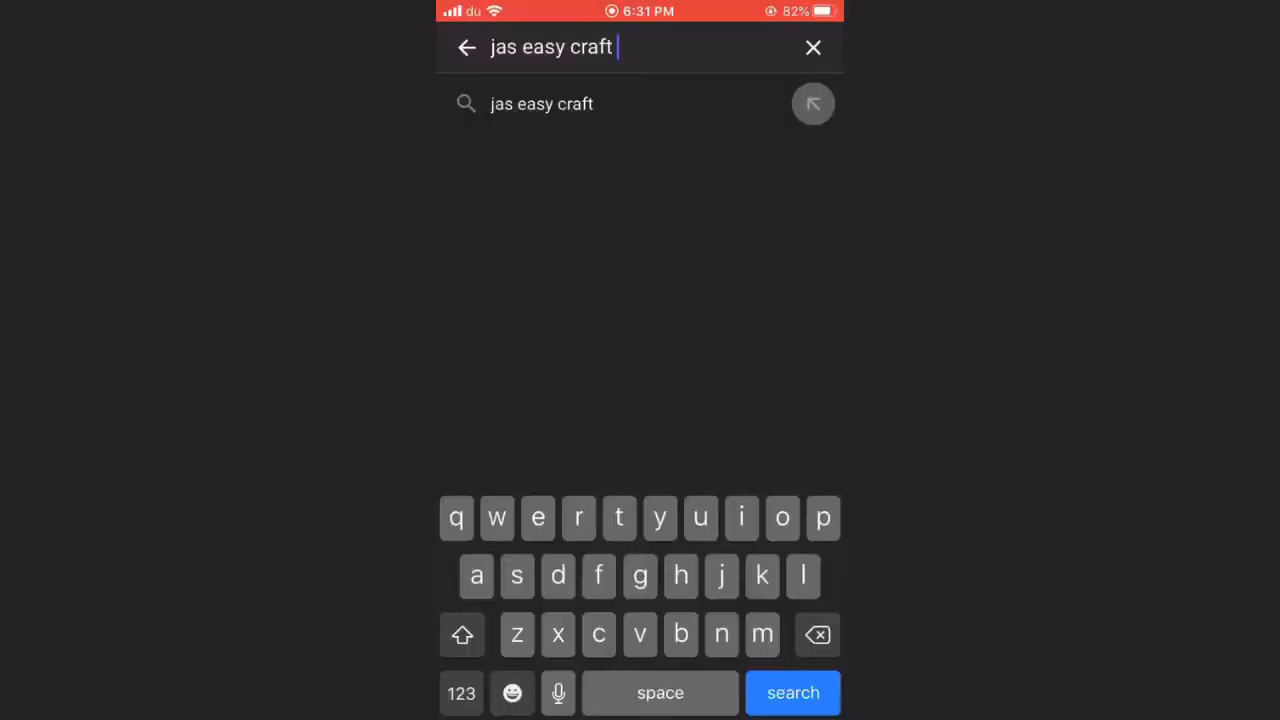 du 6:31 PM 82%
jas easy craft
jas easy craft
q w e r t y u i o p
a s d f g h j k l
z x c v b n m
123 space search